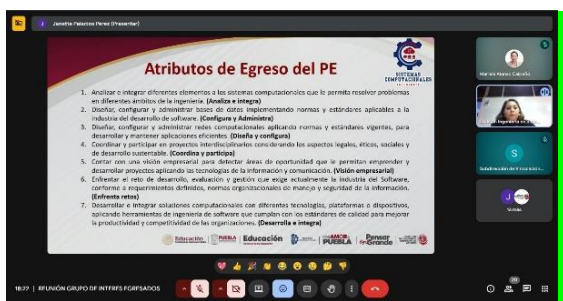 Janette Palacios Pérez (Presenter)
Atributos de Egreso del PE
SISTEMAS
COMPUTACIONALES
1. Analizar e integrar diferentes elementos a los sistemas computacionales que le permita resolver problemas
en diferentes ámbitos de la ingeniería. (Analiza e integra)
2. Diseñar, configurar y administrar bases de datos implementando normas y estándares aplicables a la
industria del desarrollo de software. (Configura y Administra)
3. Diseñar, configurar y administrar redes computacionales aplicando normas y estándares vigentes, para
desarrollar y mantener aplicaciones eficientes. (Diseña y configura)
4. Coordinar y participar en proyectos interdisciplinarios considerando los aspectos legales, éticos, sociales y
de desarrollo sustentable. (Coordina y participa)
5. Contar con una visión empresarial para detectar áreas de oportunidad que le permitan emprender y
desarrollar proyectos aplicando las tecnologías de la información y comunicación. (Visión empresarial)
6. Enfrentar el reto de desarrollo, evaluación y gestión que exige actualmente la industria del Software,
conforme a requerimientos definidos, normas organizacionales de manejo y seguridad de la información.
(Enfrenta retos)
7. Desarrollar e integrar soluciones computacionales con diferentes tecnologías, plataformas o dispositivos,
aplicando herramientas de ingeniería de software que cumplan con los estándares de calidad para mejorar
la productividad y competitividad de las organizaciones. (Desarrolla e integra)
Educación
PUEBLA
Educación
POR AMOR A
PUEBLA
Pensar
en Grande
S
J
18:27 | REUNIÓN GRUPO DE INTERÉS EGRESADOS